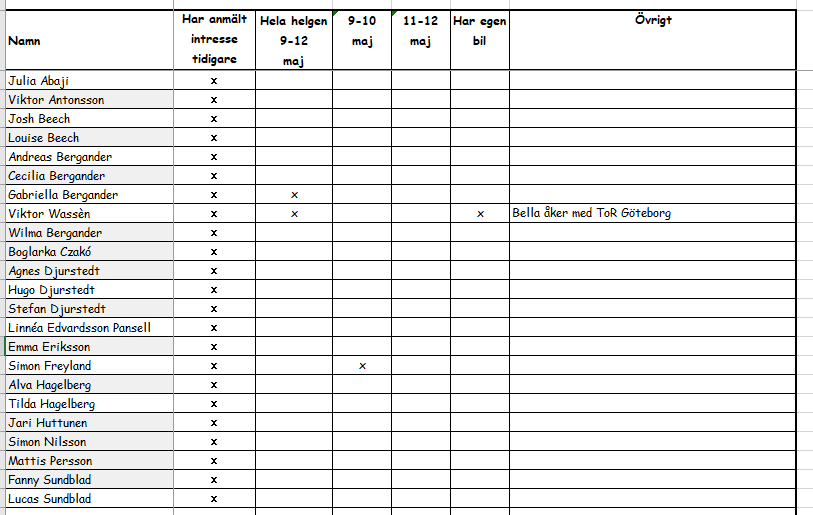 Namn Har anmält intresse tidigare Hela helgen 9-12 maj 9-10 maj 11-12 maj Har egen bil Övrigt
Julia Abaji x
Viktor Antonsson x
Josh Beech x
Louise Beech x
Andreas Bergander x
Cecilia Bergander x
Gabriella Bergander x x
Viktor Wassèn x x x Bella åker med ToR Göteborg
Wilma Bergander x
Boglarka Czakó x
Agnes Djurstedt x
Hugo Djurstedt x
Stefan Djurstedt x
Linnéa Edvardsson Pansell x
Emma Eriksson x
Simon Freyland x x
Alva Hagelberg x
Tilda Hagelberg x
Jari Huttunen x
Simon Nilsson x
Mattis Persson x
Fanny Sundblad x
Lucas Sundblad x